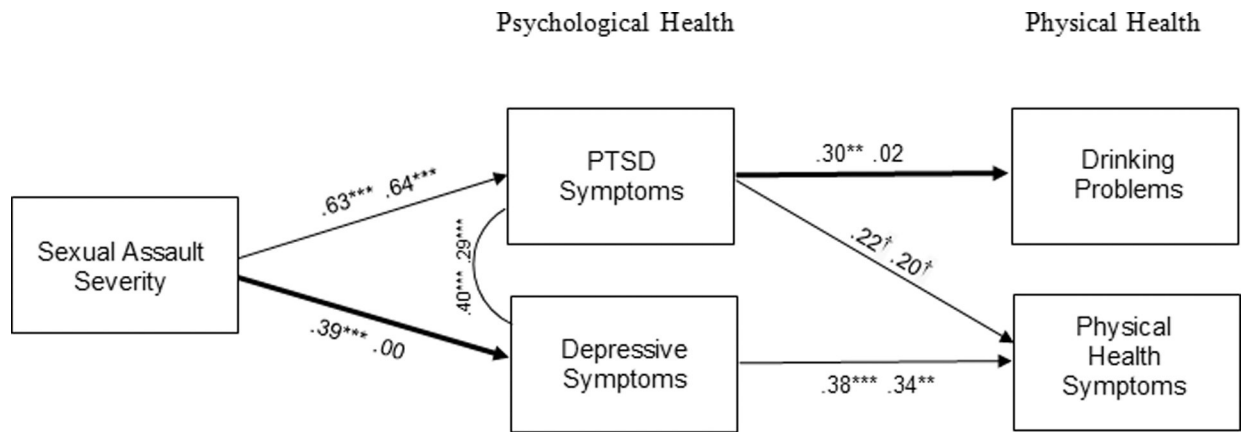 Psychological Health
Physical Health
Sexual Assault
Severity
.63*** .64***
.39*** .00
.40*** .29***
PTSD
Symptoms
Depressive
Symptoms
.30** .02
.22† .20†
.38*** .34**
Drinking
Problems
Physical
Health
Symptoms